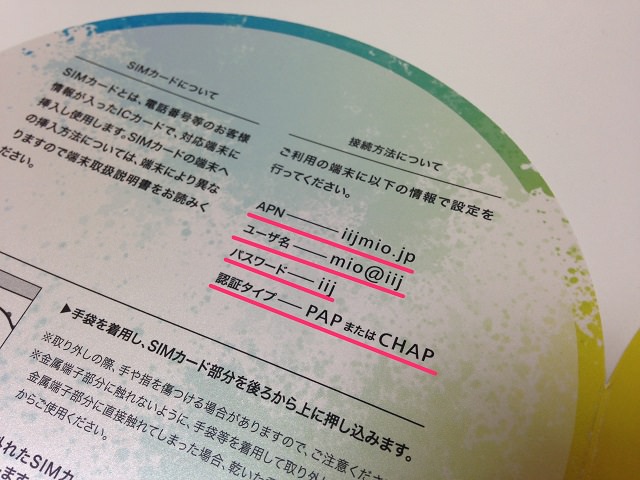 SIMカードについて
SIMカードとは、電話番号等のお客様
情報が入ったICカードで、対応端末に
挿入し使用します。SIMカードの端末へ
の挿入方法については、端末により異な
りますので端末取扱説明書をお読みく
ださい。
接続方法について
ご利用の端末に以下の情報で設定を
行ってください。
APN――iijmio.jp
ユーザ名――mio@iij
パスワード――iij
認証タイプ――PAPまたはCHAP
▶手袋を着用し、SIMカード部分を後ろから上に押し込みます。
※取り外しの際、手や指を傷つける場合がありますので、ご注意くださ
※金属端子部分に触れないように、手袋等を着用して取り外し
金属端子部分に直接触れてしまった場合、乾いた
からご使用ください。
外れたSIMカ